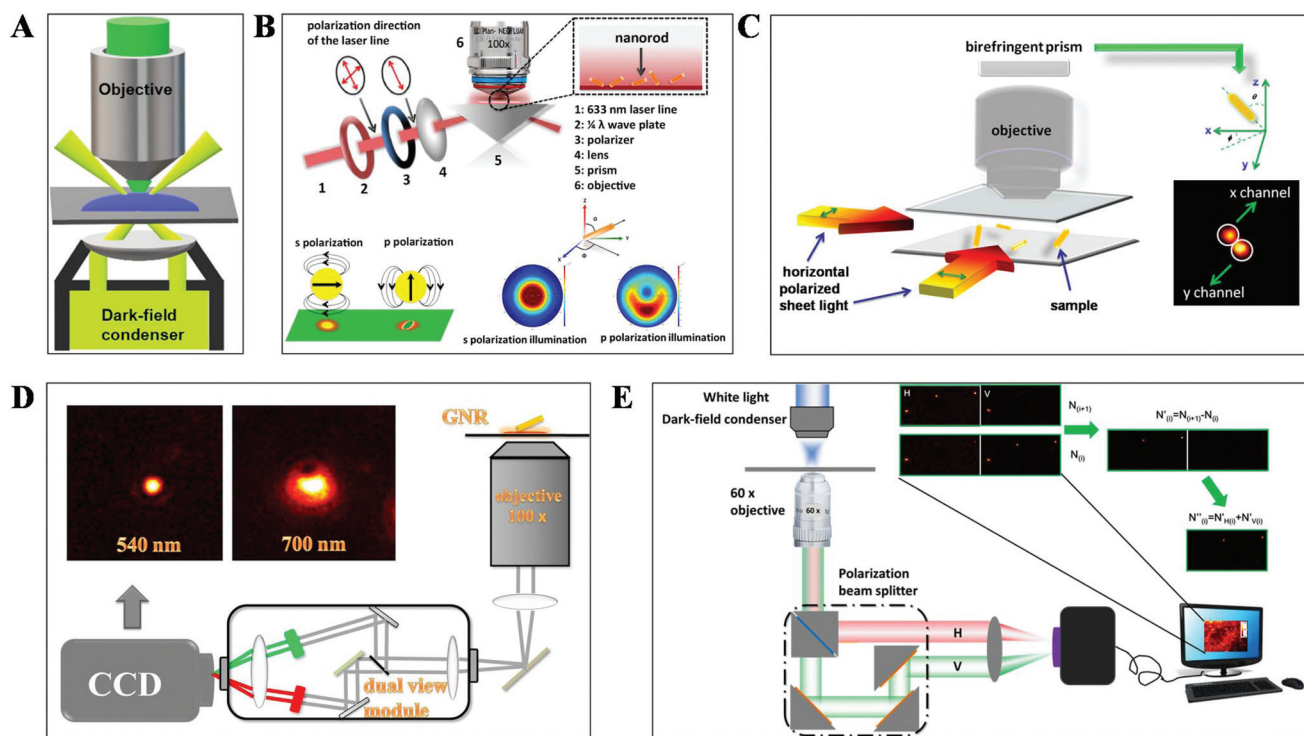 A
Objective
Dark-field
condenser
B
polarization direction
of the laser line
6
Plan-NEOFLUAR
100x
nanorod
1: 633 nm laser line
2: ¼ λ wave plate
3: polarizer
4: lens
5: prism
6: objective
1
2
3
4
5
s polarization
p polarization
Z
Θ
Y
X
Φ
s polarization illumination
p polarization illumination
C
birefringent prism
objective
z
θ
x
ϕ
y
x channel
y channel
horizontal
polarized
sheet light
sample
D
540 nm
700 nm
GNR
objective
100 x
CCD
dual view
module
E
White light
Dark-field condenser
60 x
objective
60 x
Polarization
beam splitter
H
V
H
V
N(i+1)
N(i)
N'(i)=N(i+1)-N(i)
N''(i)=N'H(i)+N'V(i)